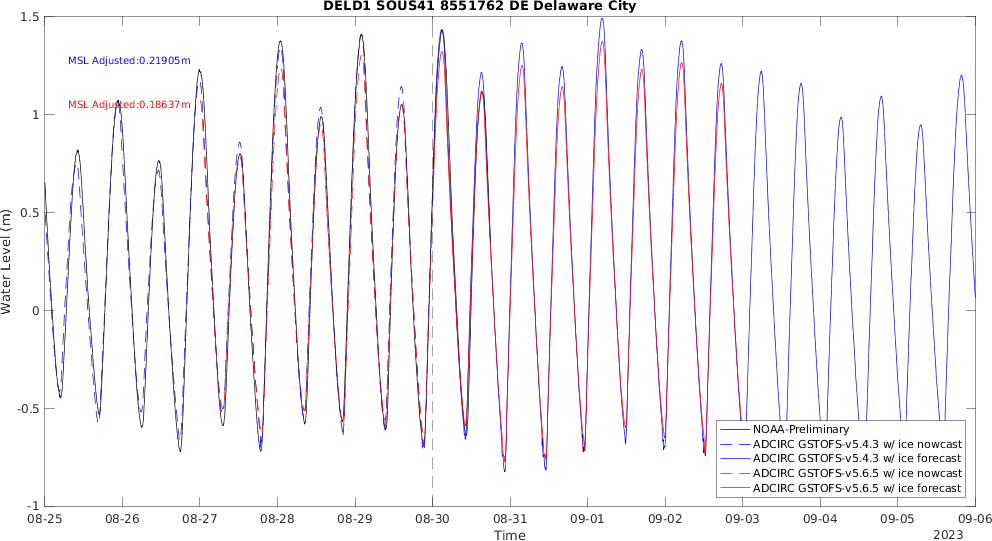 DELD1 SOUS41 8551762 DE Delaware City
1.5
MSL Adjusted:0.21905m
MSL Adjusted:0.18637m
1
0.5
Water Level (m)
0
-0.5
-1
NOAA-Preliminary
ADCIRC GSTOFS-v5.4.3 w/ ice nowcast
ADCIRC GSTOFS-v5.4.3 w/ ice forecast
ADCIRC GSTOFS-v5.6.5 w/ ice nowcast
ADCIRC GSTOFS-v5.6.5 w/ ice forecast
08-25 08-26 08-27 08-28 08-29 08-30 08-31 09-01 09-02 09-03 09-04 09-05 09-06
Time
2023